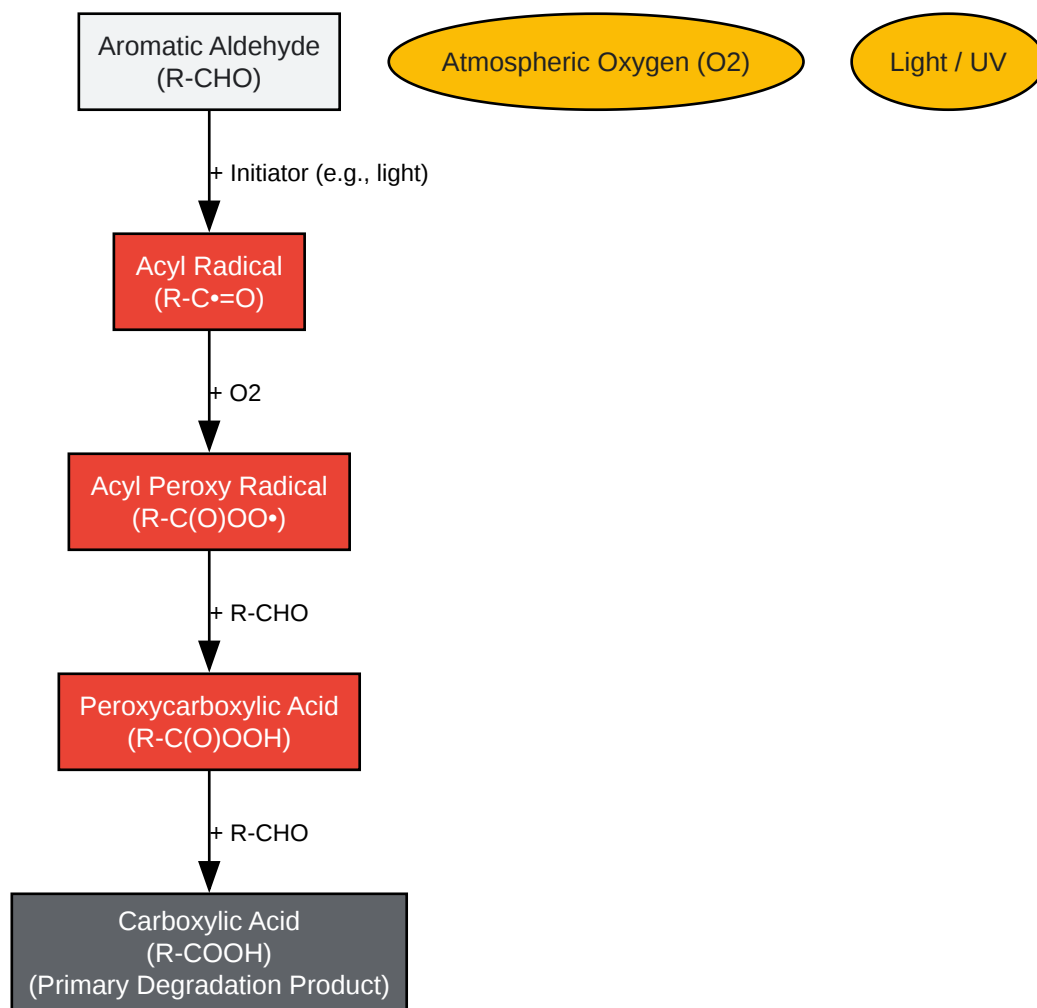 Aromatic Aldehyde
(R-CHO)
Atmospheric Oxygen (O2)
Light / UV
+ Initiator (e.g., light)
Acyl Radical
(R-C•=O)
+ O2
Acyl Peroxy Radical
(R-C(O)OO•)
+ R-CHO
Peroxycarboxylic Acid
(R-C(O)OOH)
+ R-CHO
Carboxylic Acid
(R-COOH)
(Primary Degradation Product)